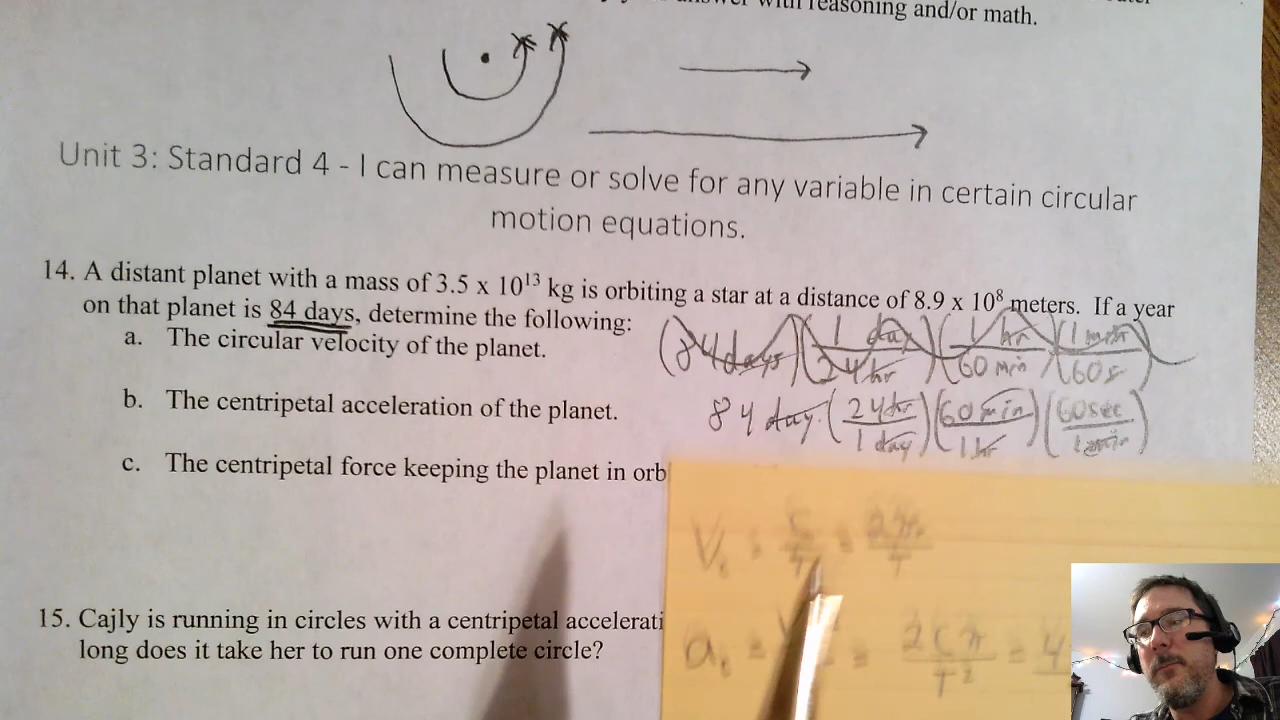 answer with reasoning and/or math.
Unit 3: Standard 4 - I can measure or solve for any variable in certain circular
motion equations.
14. A distant planet with a mass of 3.5 x 10¹³ kg is orbiting a star at a distance of 8.9 x 10⁸ meters. If a year
on that planet is 84 days, determine the following:
(84 days)(1 day/24 hr)(1 hr/60 min)(1 min/60 s)
a. The circular velocity of the planet.
84 day·(24 hr/1 day)(60 min/1 hr)(60 sec/1 min)
b. The centripetal acceleration of the planet.
c. The centripetal force keeping the planet in orb
V = C/T = 2πr/T
a = = 2Cπ/T² = 4
15. Cajly is running in circles with a centripetal accelerati
long does it take her to run one complete circle?